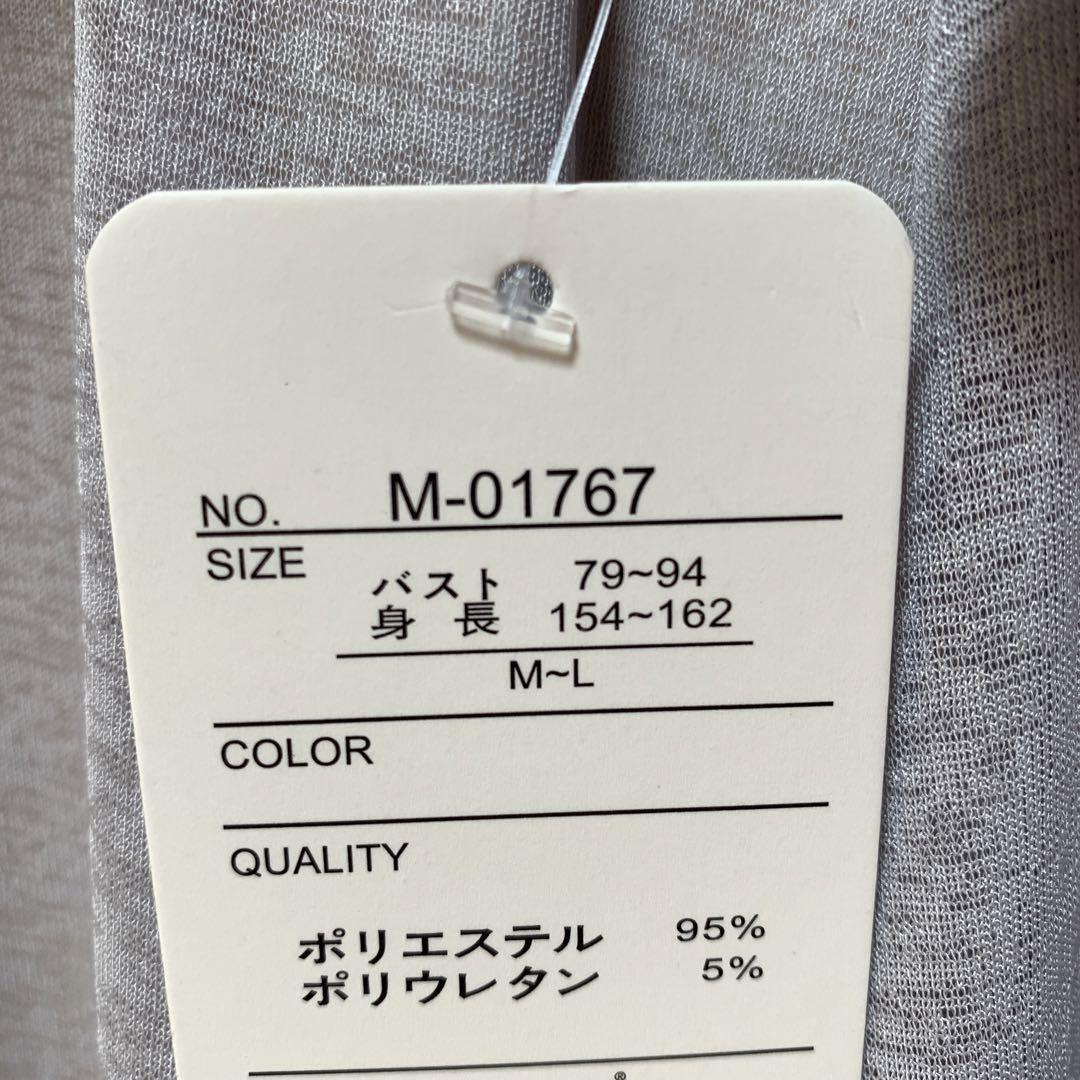 NO. M-01767
SIZE
バスト 79~94
身長 154~162
M~L
COLOR
QUALITY
ポリエステル 95%
ポリウレタン 5%
®